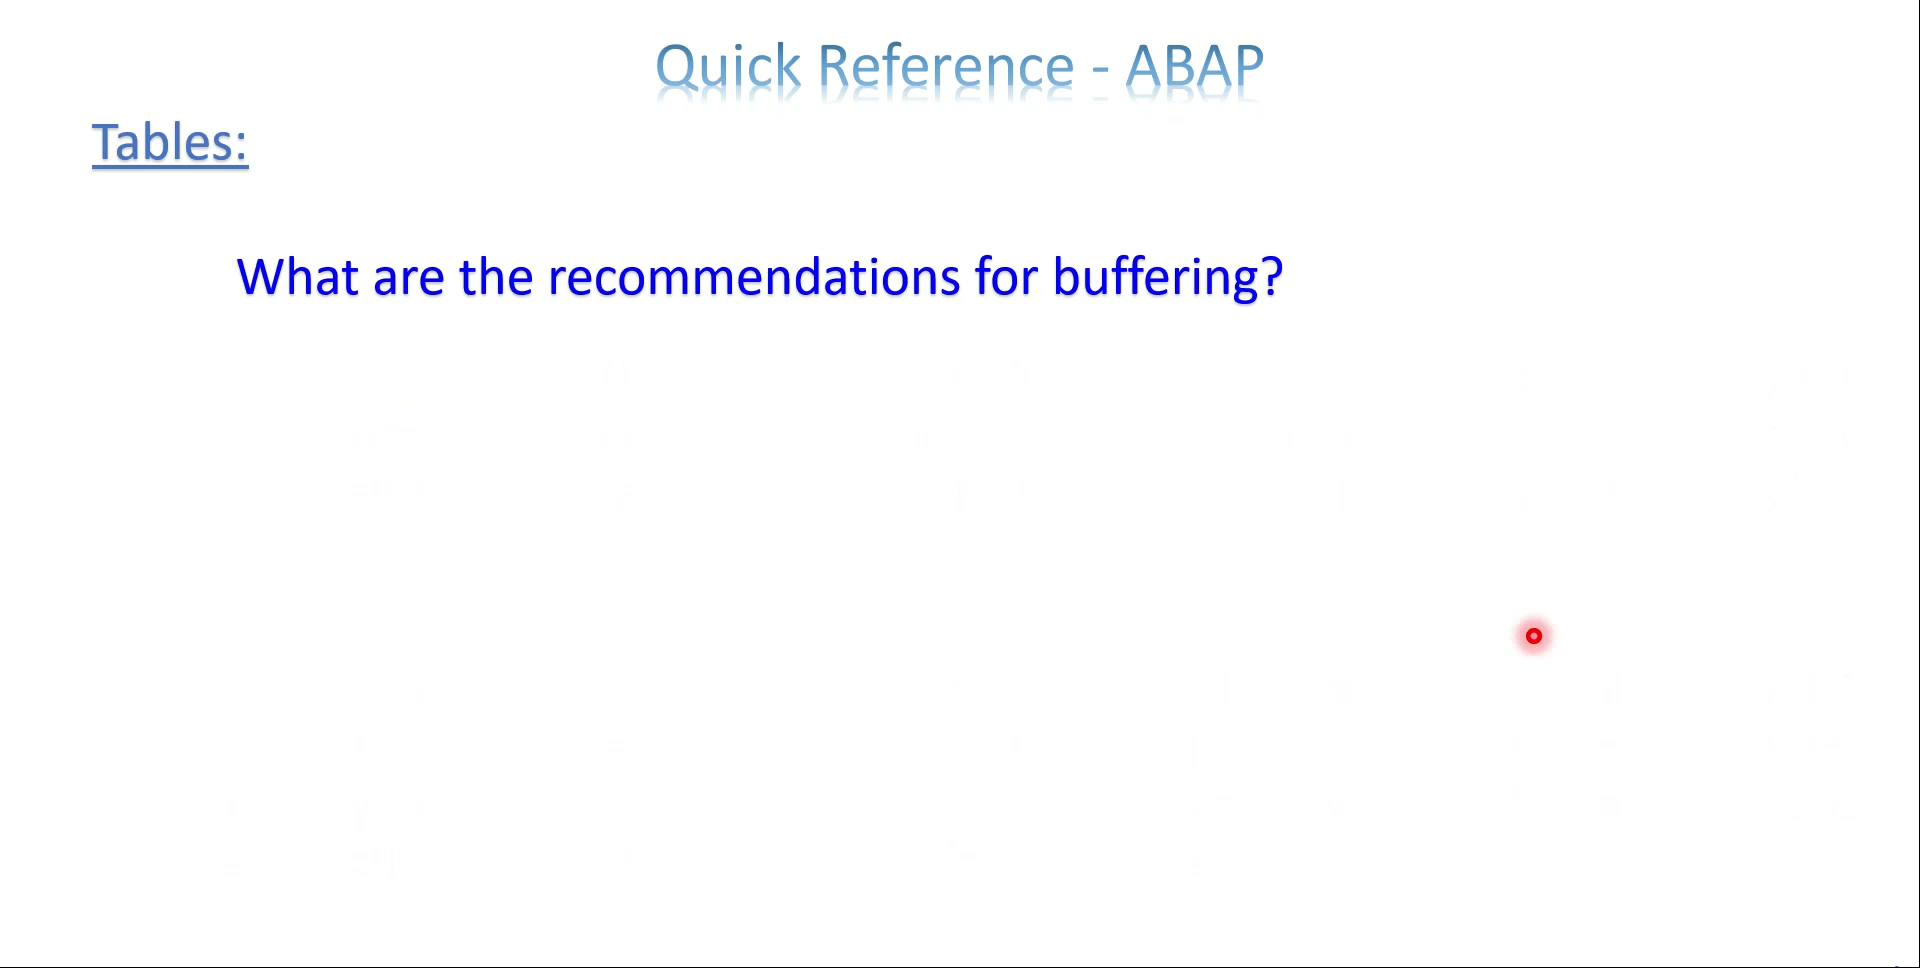 Quick Reference - ABAP
Tables:
What are the recommendations for buffering?